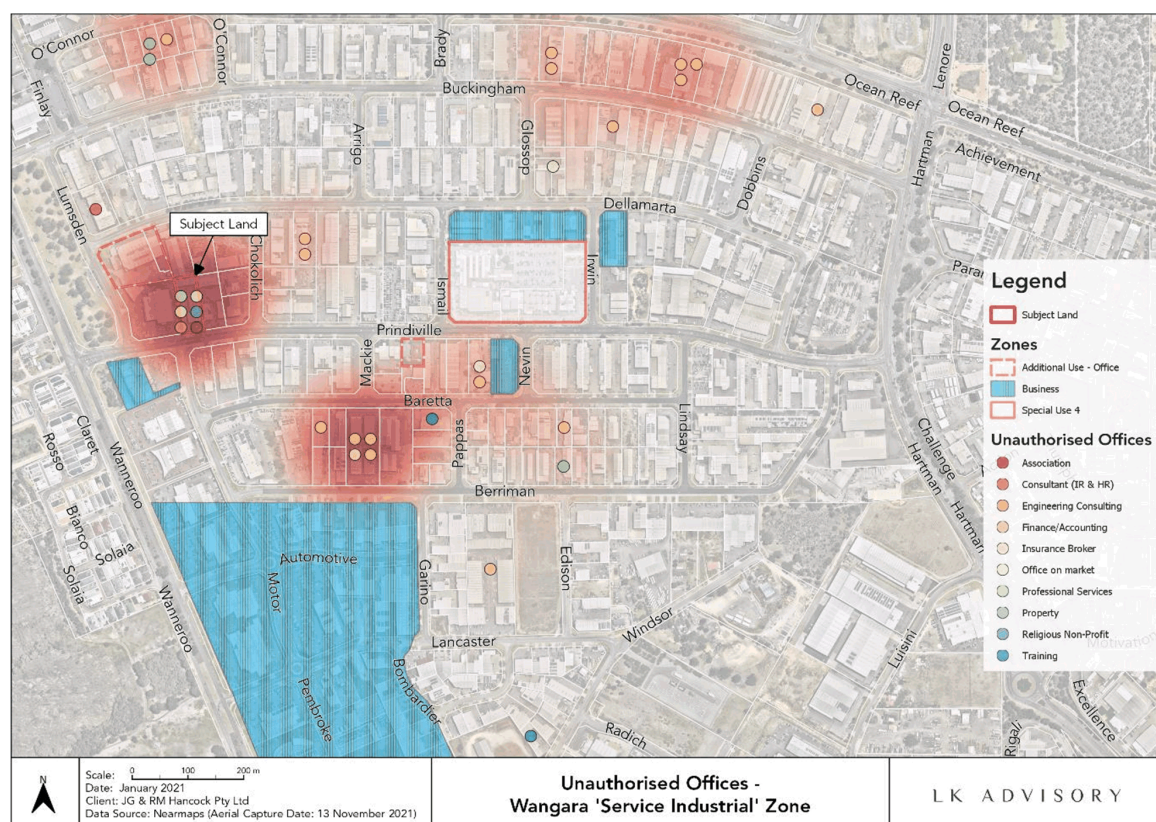 O'Connor
O'Connor
Finlay
Brady
Buckingham
Lenore
Ocean Reef
Ocean Reef
Arrigo
Glossop
Hartman
Achievement
Dobbins
Lumsden
Dellamarta
Subject Land
Chokolich
Ismail
Irwin
Prindiville
Mackie
Nevin
Baretta
Pappas
Lindsay
Claret
Rosso
Wanneroo
Challenge
Hartman
Hartman
Berriman
Bianco
Solaia
Solaia
Automotive
Motor
Garino
Edison
Wanneroo
Lancaster
Windsor
Luisini
Bombardier
Pembroke
Radich
Rigali
Excellence
Motivation
Legend
Subject Land
Zones
Additional Use - Office
Business
Special Use 4
Unauthorised Offices
Association
Consultant (IR & HR)
Engineering Consulting
Finance/Accounting
Insurance Broker
Office on market
Professional Services
Property
Religious Non-Profit
Training
N
Scale: 0 100 200 m
Date: January 2021
Client: JG & RM Hancock Pty Ltd
Data Source: Nearmaps (Aerial Capture Date: 13 November 2021)
Unauthorised Offices -
Wangara 'Service Industrial' Zone
LK ADVISORY